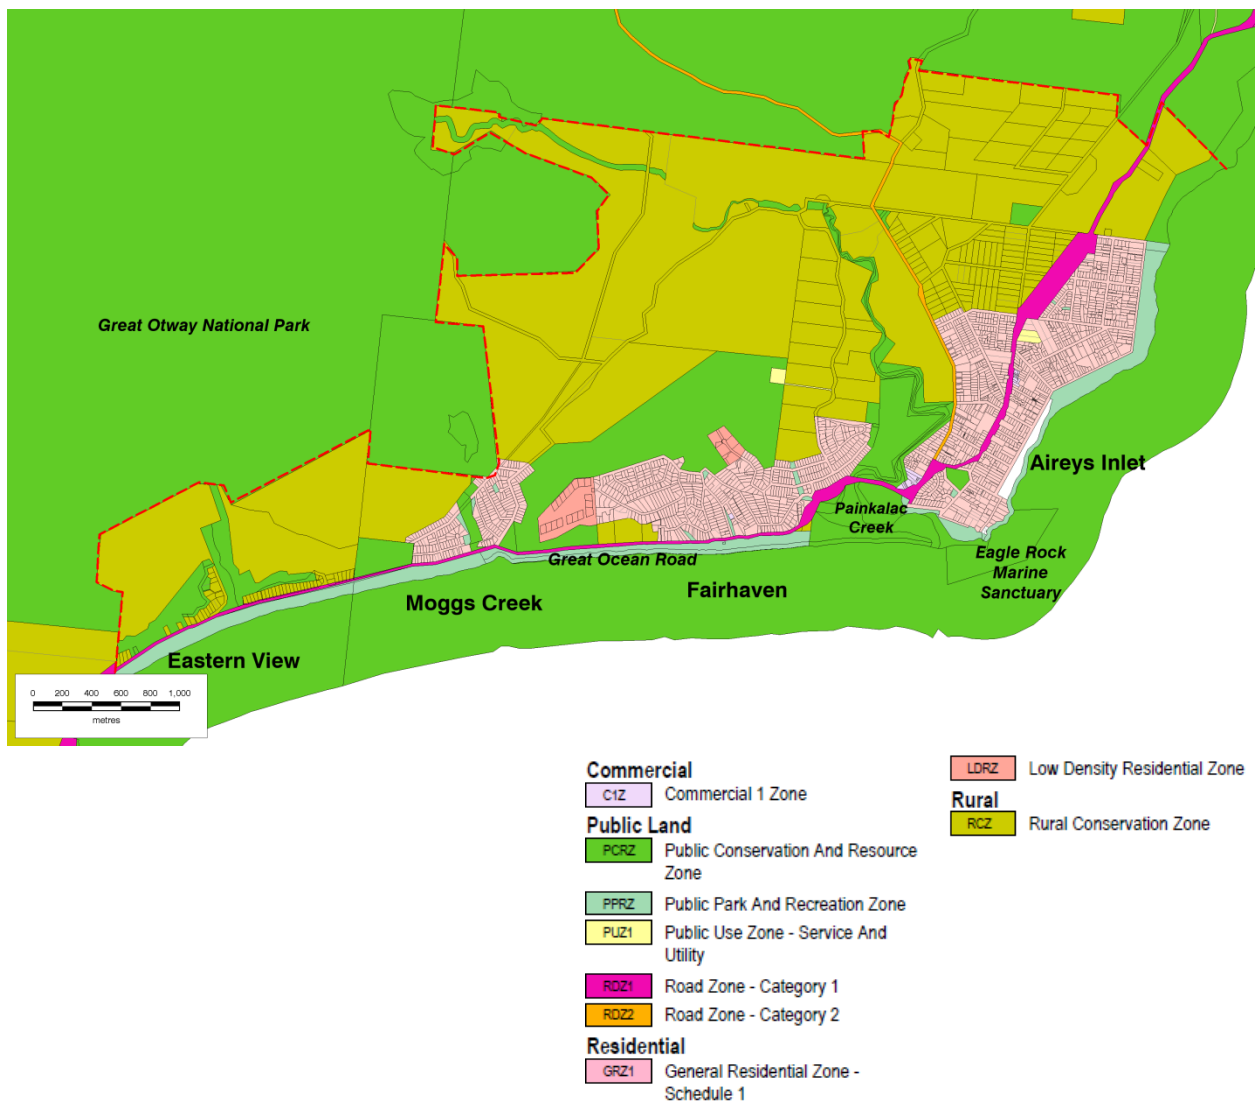 Great Otway National Park
Aireys Inlet
Painkalac
Creek
Great Ocean Road
Eagle Rock
Marine
Sanctuary
Fairhaven
Moggs Creek
Eastern View
0 200 400 600 800 1,000
metres
Commercial
C1Z Commercial 1 Zone
Public Land
PCRZ Public Conservation And Resource
Zone
PPRZ Public Park And Recreation Zone
PUZ1 Public Use Zone - Service And
Utility
RDZ1 Road Zone - Category 1
RDZ2 Road Zone - Category 2
Residential
GRZ1 General Residential Zone -
Schedule 1
LDRZ Low Density Residential Zone
Rural
RCZ Rural Conservation Zone